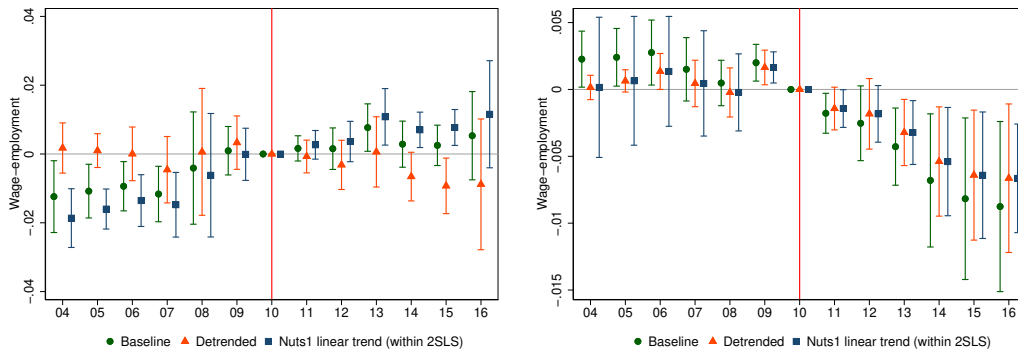 .04
.02
0
-.02
-.04
Wage-employment
04 05 06 07 08 09 10 11 12 13 14 15 16
Baseline Detrended Nuts1 linear trend (within 2SLS)
.005
0
-.005
-.01
-.015
Wage-employment
04 05 06 07 08 09 10 11 12 13 14 15 16
Baseline Detrended Nuts1 linear trend (within 2SLS)